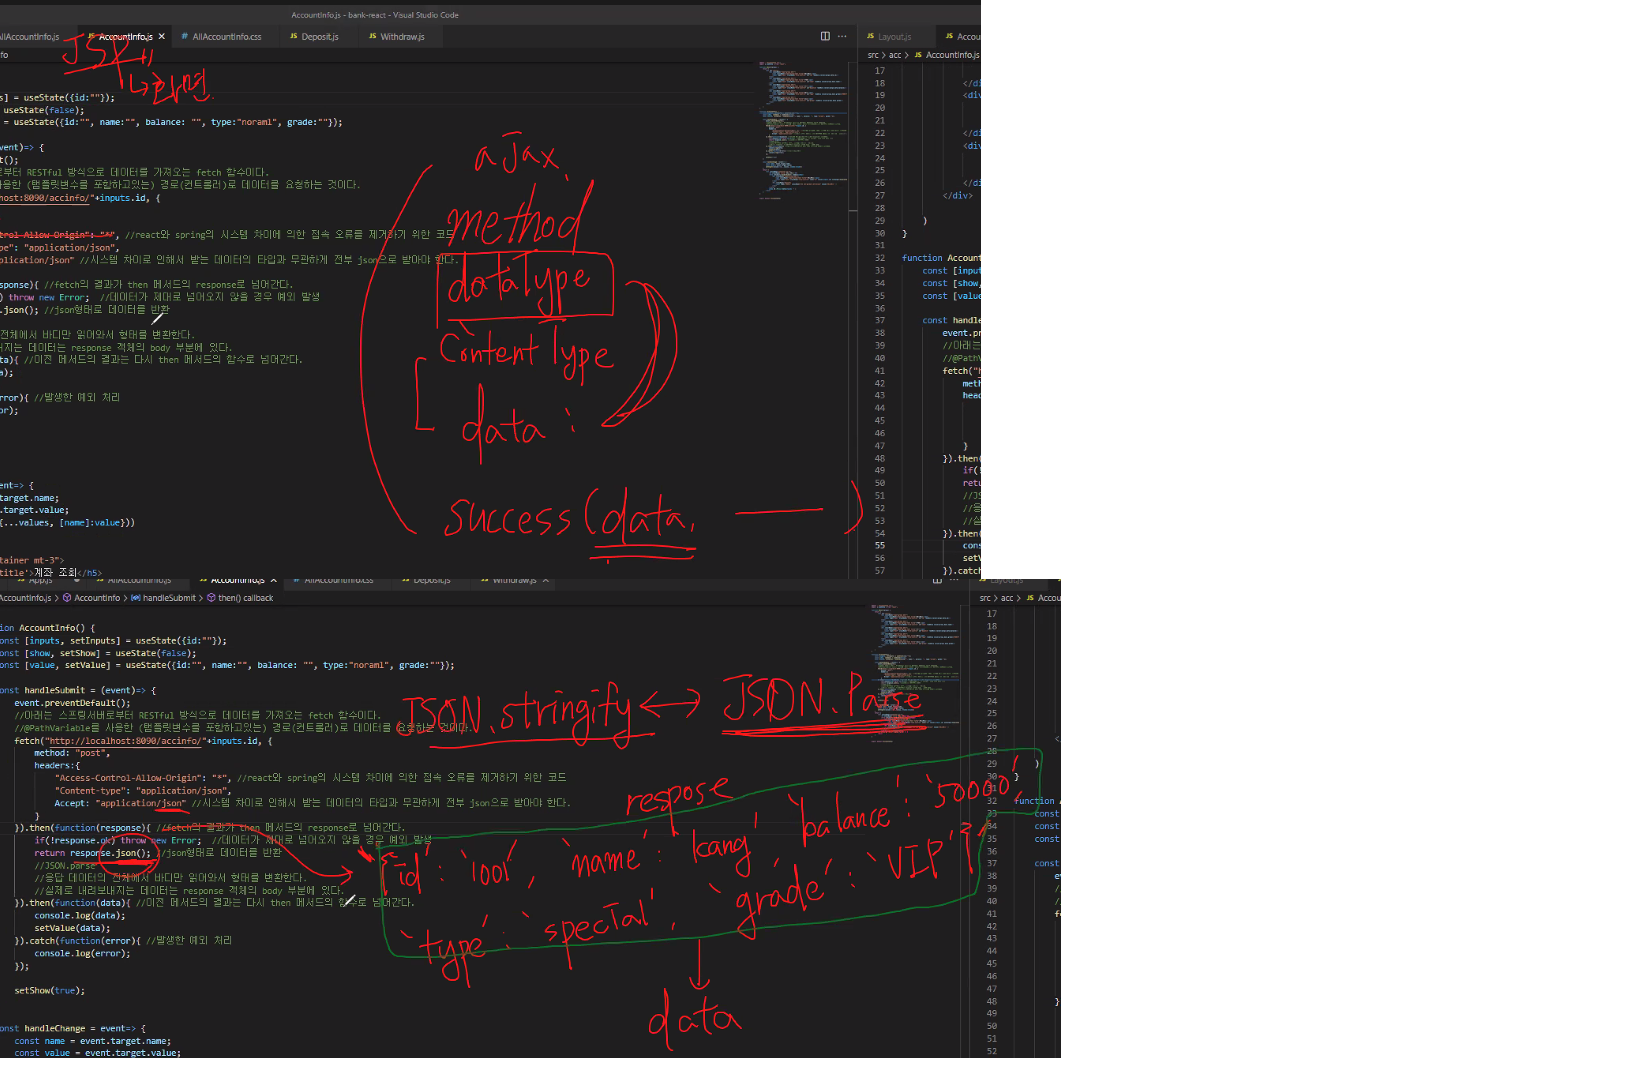 AccountInfo.js - bank-react - Visual Studio Code
AllAccountInfo.js AccountInfo.js AllAccountInfo.css Deposit.js Withdraw.js Layout.js Accou
JSP
화면
src > acc > AccountInfo.js
s] = useState({id:""});
useState(false);
= useState({id:"", name:"", balance: "", type:"noraml", grade:""});
vent)=> {
t();
로부터 RESTful 방식으로 데이터를 가져오는 fetch 함수이다.
사용한 (탬플릿변수를 포함하고있는) 경로(컨트롤러)로 데이터를 요청하는 것이다.
host:8090/accinfo/"+inputs.id, {
trol-Allow-Origin": "*", //react와 spring의 시스템 차미에 의한 접속 오류를 제거하기 위한 코드
pe": "application/json",
plication/json" //시스템 차이로 인해서 받는 데이터의 타입과 무관하게 전부 json으로 받아야 한다.
sponse){ //fetch의 결과가 then 메서드의 response로 넘어간다.
) throw new Error; //데이터가 제대로 넘어오지 않을 경우 예외 발생
.json(); //json형태로 데이터를 반환
전체에서 바디만 읽어와서 형태를 변환한다.
내지는 데이터는 response 객체의 body 부분에 있다.
ta){ //이전 메서드의 결과는 다시 then 메서드의 함수로 넘어간다.
a);
rror){ //발생한 예외 처리
or);
ent=> {
target.name;
.target.value;
{...values, [name]:value}))
tainer mt-3">
title'>계좌 조회</h5>
ajax,
method
dataType
ContentType
data :
success (data, )
17
18 </di
19 <div
20
21
22 </di
23 <div
24
25
26 </di
27 </div>
28
29 )
30 }
31
32 function Account
33 const [input
34 const [show,
35 const [value
36
37 const handle
38 event.pr
39 //아래는
40 //@PathV
41 fetch("h
42 meth
43 head
44
45
46
47 }
48 }).then(
49 if(!
50 retu
51 //JS
52 //응
53 //실
54 }).then(
55 cons
56 setV
57 }).catch
App.js AllAccountInfo.js AccountInfo.js AllAccountInfo.css Deposit.js Withdraw.js Layout.js
AccountInfo.js > AccountInfo > handleSubmit > then() callback
src > acc > Accou
tion AccountInfo() {
onst [inputs, setInputs] = useState({id:""});
onst [show, setShow] = useState(false);
onst [value, setValue] = useState({id:"", name:"", balance: "", type:"noraml", grade:""});
onst handleSubmit = (event)=> {
event.preventDefault();
//아래는 스프링서버로부터 RESTful 방식으로 데이터를 가져오는 fetch 함수이다.
//@PathVariable를 사용한 (탬플릿변수를 포함하고있는) 경로(컨트롤러)로 데이터를 요청하는 것이다.
fetch("http://localhost:8090/accinfo/"+inputs.id, {
method: "post",
headers:{
"Access-Control-Allow-Origin": "*", //react와 spring의 시스템 차미에 의한 접속 오류를 제거하기 위한 코드
"Content-type": "application/json",
Accept: "application/json" //시스템 차이로 인해서 받는 데이터의 타입과 무관하게 전부 json으로 받아야 한다.
}
}).then(function(response){ //fetch의 결과가 then 메서드의 response로 넘어간다.
if(!response.ok) throw new Error; //데이터가 제대로 넘어오지 않을 경우 예외 발생
return response.json(); //json형태로 데이터를 반환
//JSON.parse
//응답 데이터의 전체에서 바디만 읽어와서 형태를 변환한다.
//실제로 내려보내지는 데이터는 response 객체의 body 부분에 있다.
}).then(function(data){ //이전 메서드의 결과는 다시 then 메서드의 함수로 넘어간다.
console.log(data);
setValue(data);
}).catch(function(error){ //발생한 예외 처리
console.log(error);
});
setShow(true);
onst handleChange = event=> {
const name = event.target.name;
const value = event.target.value;
JSON.stringify ↔ JSON.Parse
respose
"{'id' : '1001', 'name' : 'kang' 'balance' : '50000',
'type' : 'special', 'grade' : 'VIP' }"
data
17
18
19
20
21
22
23
24
25
26
27 <
28
29 )
30 }
31
32 function A
33 const
34 const
35 const
36
37 const
38 e
39 /
40 /
41 fe
42
43
44
45
46
47
48 }
49
50
51
52